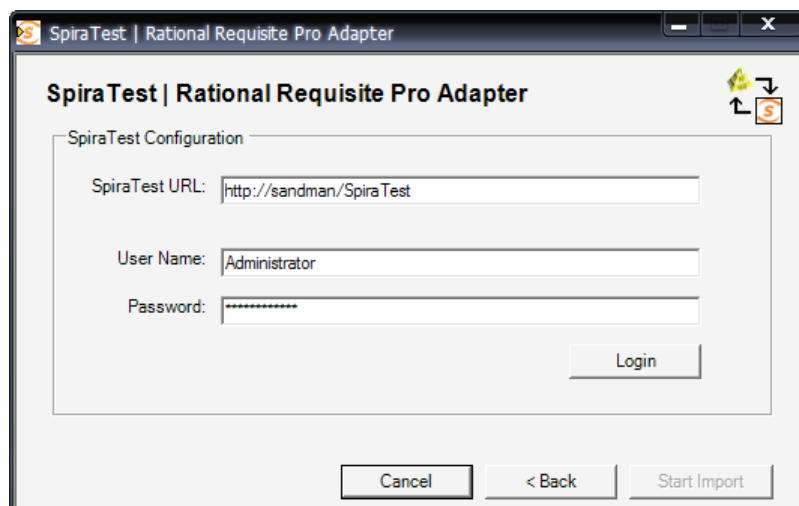 SpiraTest | Rational Requisite Pro Adapter
SpiraTest | Rational Requisite Pro Adapter
SpiraTest Configuration
SpiraTest URL: http://sandman/SpiraTest
User Name: Administrator
Password: ************
Login
Cancel < Back Start Import